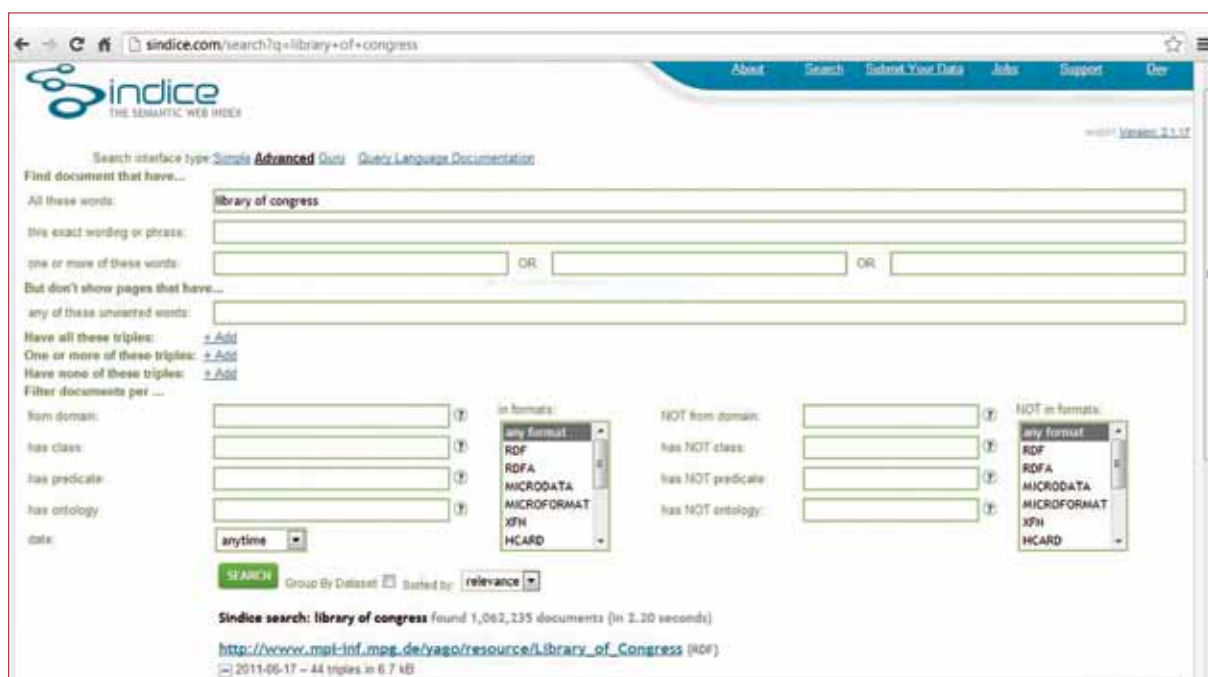 sindice.com/search?q=library+of+congress
About Search Submit Your Data Jobs Support Dev
sindice
THE SEMANTIC WEB INDEX
Version: 2.1.17
Search interface type: Simple Advanced Guru Query Language Documentation
Find document that have...
All these words: library of congress
this exact wording or phrase:
one or more of these words: OR OR
But don't show pages that have...
any of these unwanted words:
Have all these triples: + Add
One or more of these triples: + Add
Have none of these triples: + Add
Filter documents per ...
from domain: in formats: NOT from domain: NOT in formats:
any format any format
has class: RDF has NOT class: RDF
RDFA RDFA
has predicate: MICRODATA has NOT predicate: MICRODATA
has ontology: MICROFORMAT has NOT ontology: MICROFORMAT
XFN XFN
date: anytime HCARD HCARD
SEARCH Group By Dataset Sorted by: relevance
Sindice search: library of congress found 1,062,235 documents (in 2.20 seconds)
http://www.mpi-inf.mpg.de/yago/resource/Library_of_Congress (RDF)
2011-06-17 – 44 triples in 6.7 kB